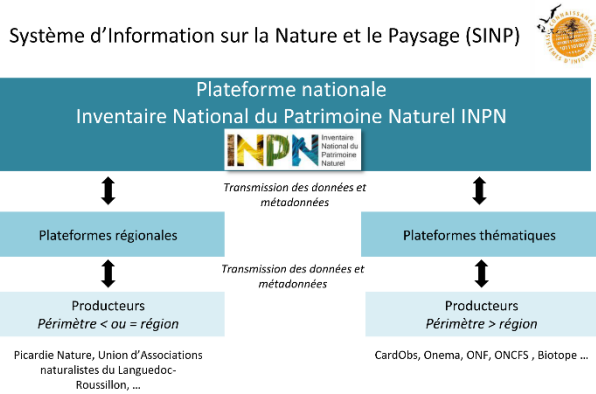 Système d'Information sur la Nature et le Paysage (SINP)
Plateforme nationale
Inventaire National du Patrimoine Naturel INPN
INPN
Inventaire
National du
Patrimoine
Naturel
Transmission des données et
métadonnées
Plateformes régionales
Plateformes thématiques
Transmission des données et
métadonnées
Producteurs
Périmètre < ou = région
Producteurs
Périmètre > région
Picardie Nature, Union d'Associations
naturalistes du Languedoc-
Roussillon, …
CardObs, Onema, ONF, ONCFS , Biotope …